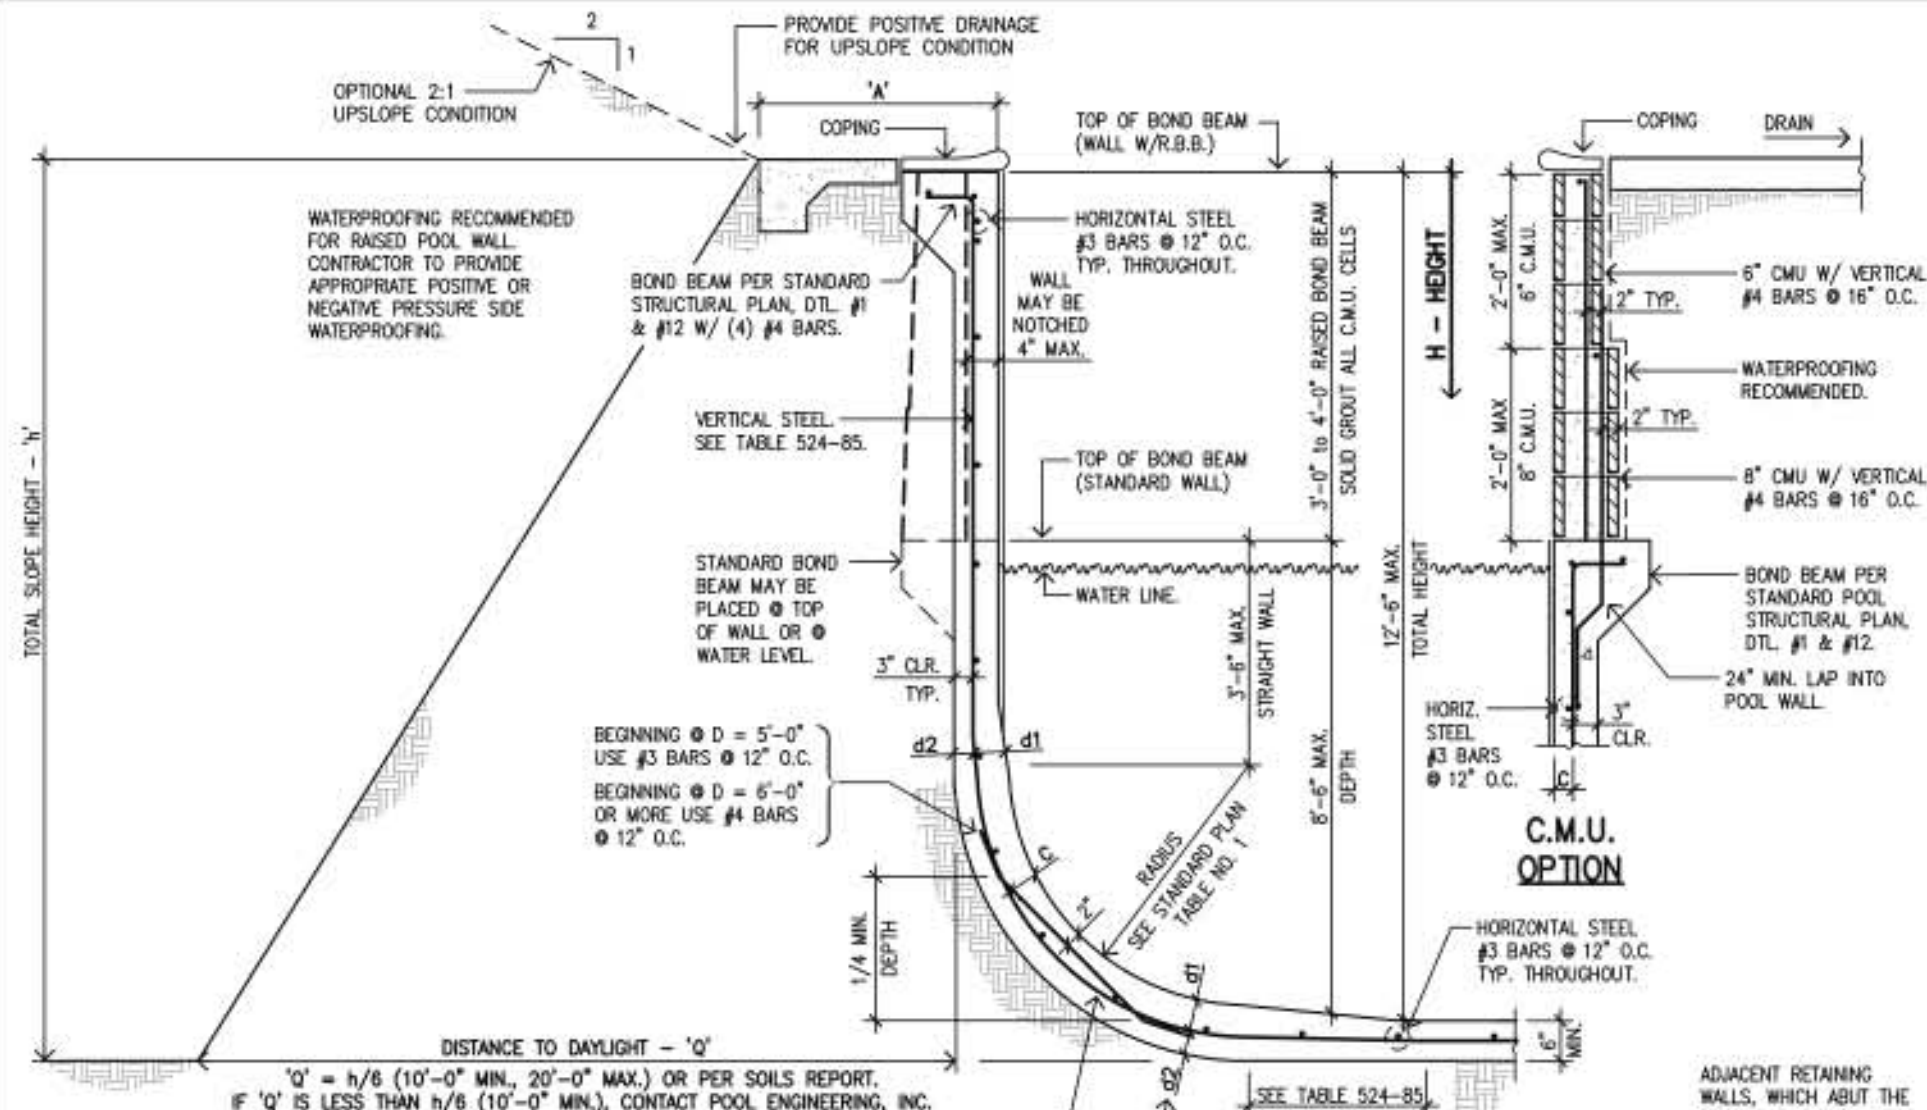 2
1
PROVIDE POSITIVE DRAINAGE
FOR UPSLOPE CONDITION
OPTIONAL 2:1
UPSLOPE CONDITION
'A'
COPING
TOP OF BOND BEAM
(WALL W/R.B.B.)
COPING
DRAIN
WATERPROOFING RECOMMENDED
FOR RAISED POOL WALL.
CONTRACTOR TO PROVIDE
APPROPRIATE POSITIVE OR
NEGATIVE PRESSURE SIDE
WATERPROOFING.
BOND BEAM PER STANDARD
STRUCTURAL PLAN, DTL. #1
& #12 W/ (4) #4 BARS.
HORIZONTAL STEEL
#3 BARS @ 12" O.C.
TYP. THROUGHOUT.
WALL
MAY BE
NOTCHED
4" MAX.
3'-0" to 4'-0" RAISED BOND BEAM
SOLID GROUT ALL C.M.U. CELLS
H - HEIGHT
2'-0" MAX.
6" C.M.U.
6" CMU W/ VERTICAL
#4 BARS @ 16" O.C.
2" TYP.
WATERPROOFING
RECOMMENDED.
2" TYP.
2'-0" MAX
8" C.M.U.
8" CMU W/ VERTICAL
#4 BARS @ 16" O.C.
VERTICAL STEEL.
SEE TABLE 524-85.
TOP OF BOND BEAM
(STANDARD WALL)
TOTAL SLOPE HEIGHT - 'h'
STANDARD BOND
BEAM MAY BE
PLACED @ TOP
OF WALL OR @
WATER LEVEL.
WATER LINE.
3'-6" MAX.
STRAIGHT WALL
12'-6" MAX.
TOTAL HEIGHT
BOND BEAM PER
STANDARD POOL
STRUCTURAL PLAN,
DTL. #1 & #12.
24" MIN. LAP INTO
POOL WALL.
3" CLR.
TYP.
HORIZ.
STEEL
#3 BARS
@ 12" O.C.
3"
CLR.
C
BEGINNING @ D = 5'-0"
USE #3 BARS @ 12" O.C.
BEGINNING @ D = 6'-0"
OR MORE USE #4 BARS
@ 12" O.C.
d2
d1
8'-6" MAX.
DEPTH
C.M.U.
OPTION
C
RADIUS
SEE STANDARD PLAN
TABLE NO. 1
2"
1/4 MIN.
DEPTH
d1
HORIZONTAL STEEL
#3 BARS @ 12" O.C.
TYP. THROUGHOUT.
6"
MIN.
DISTANCE TO DAYLIGHT - 'Q'
'Q' = h/6 (10'-0" MIN., 20'-0" MAX.) OR PER SOILS REPORT.
IF 'Q' IS LESS THAN h/6 (10'-0" MIN.), CONTACT POOL ENGINEERING, INC.
d2
SEE TABLE 524-85
ADJACENT RETAINING
WALLS, WHICH ABUT THE